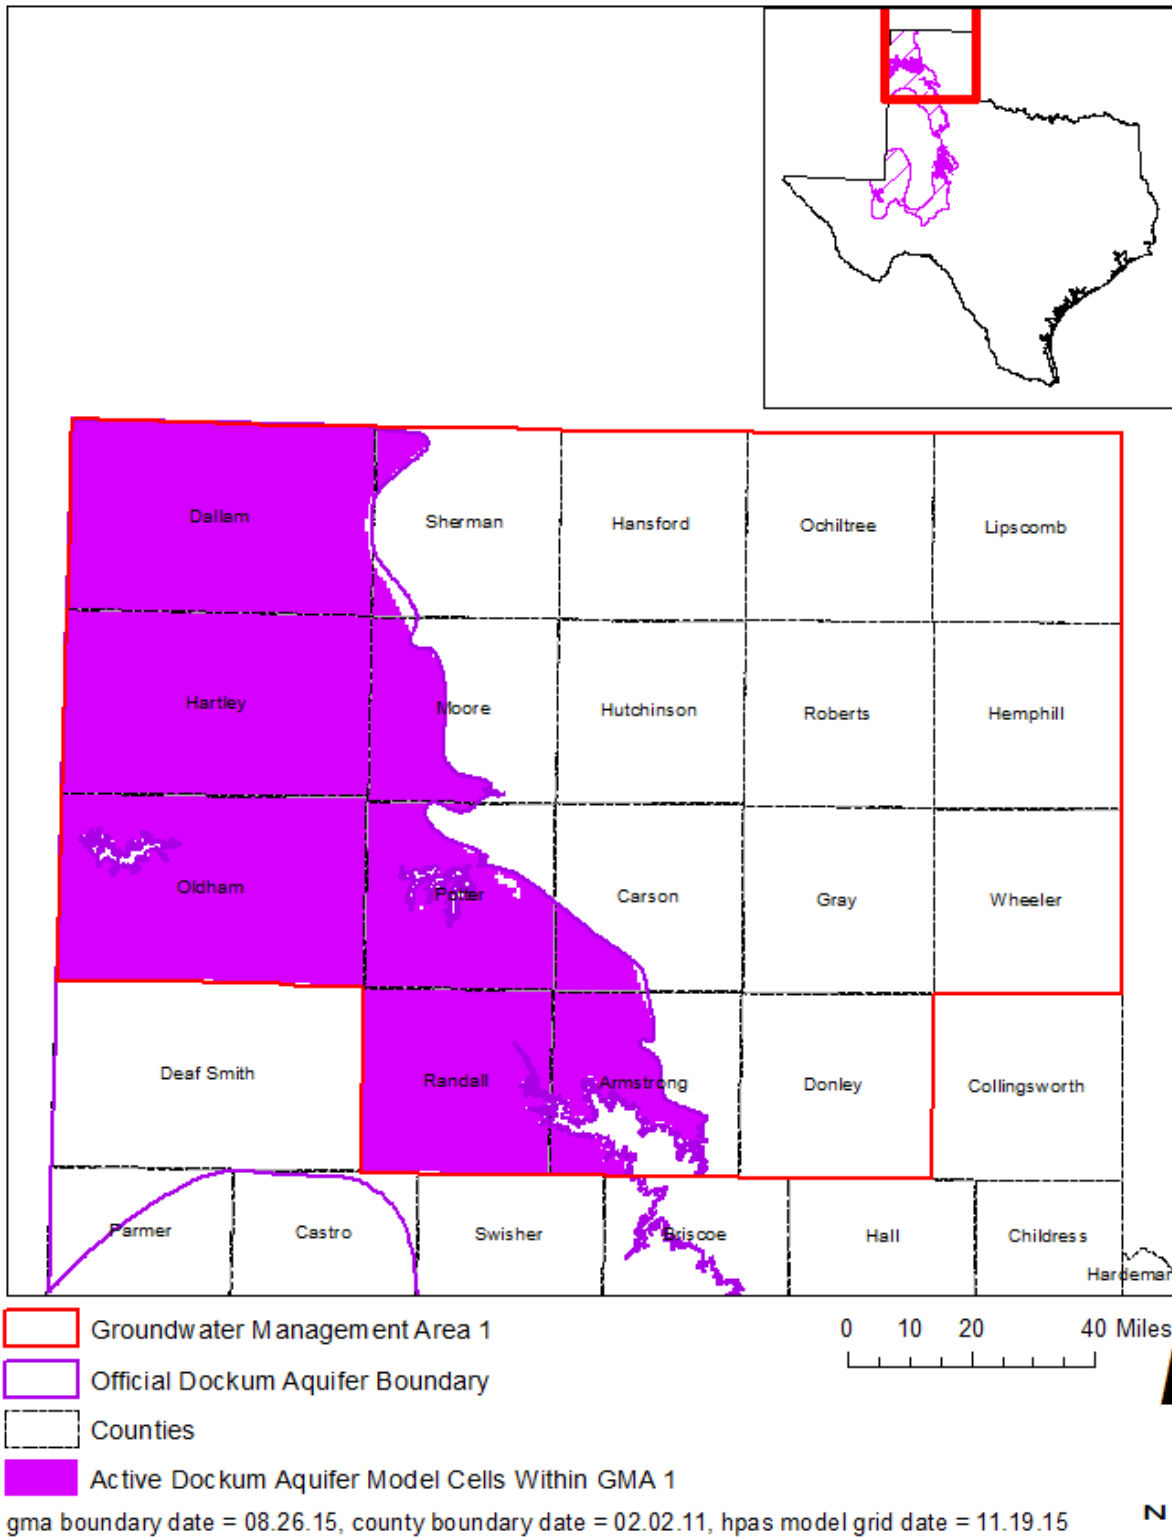 Dallam
Sherman
Hansford
Ochiltree
Lipscomb
Hartley
Moore
Hutchinson
Roberts
Hemphill
Oldham
Potter
Carson
Gray
Wheeler
Deaf Smith
Randall
Armstrong
Donley
Collingsworth
Parmer
Castro
Swisher
Briscoe
Hall
Childress
Hardeman
Groundwater Management Area 1
0 10 20 40 Miles
Official Dockum Aquifer Boundary
Counties
Active Dockum Aquifer Model Cells Within GMA 1
gma boundary date = 08.26.15, county boundary date = 02.02.11, hpas model grid date = 11.19.15
N